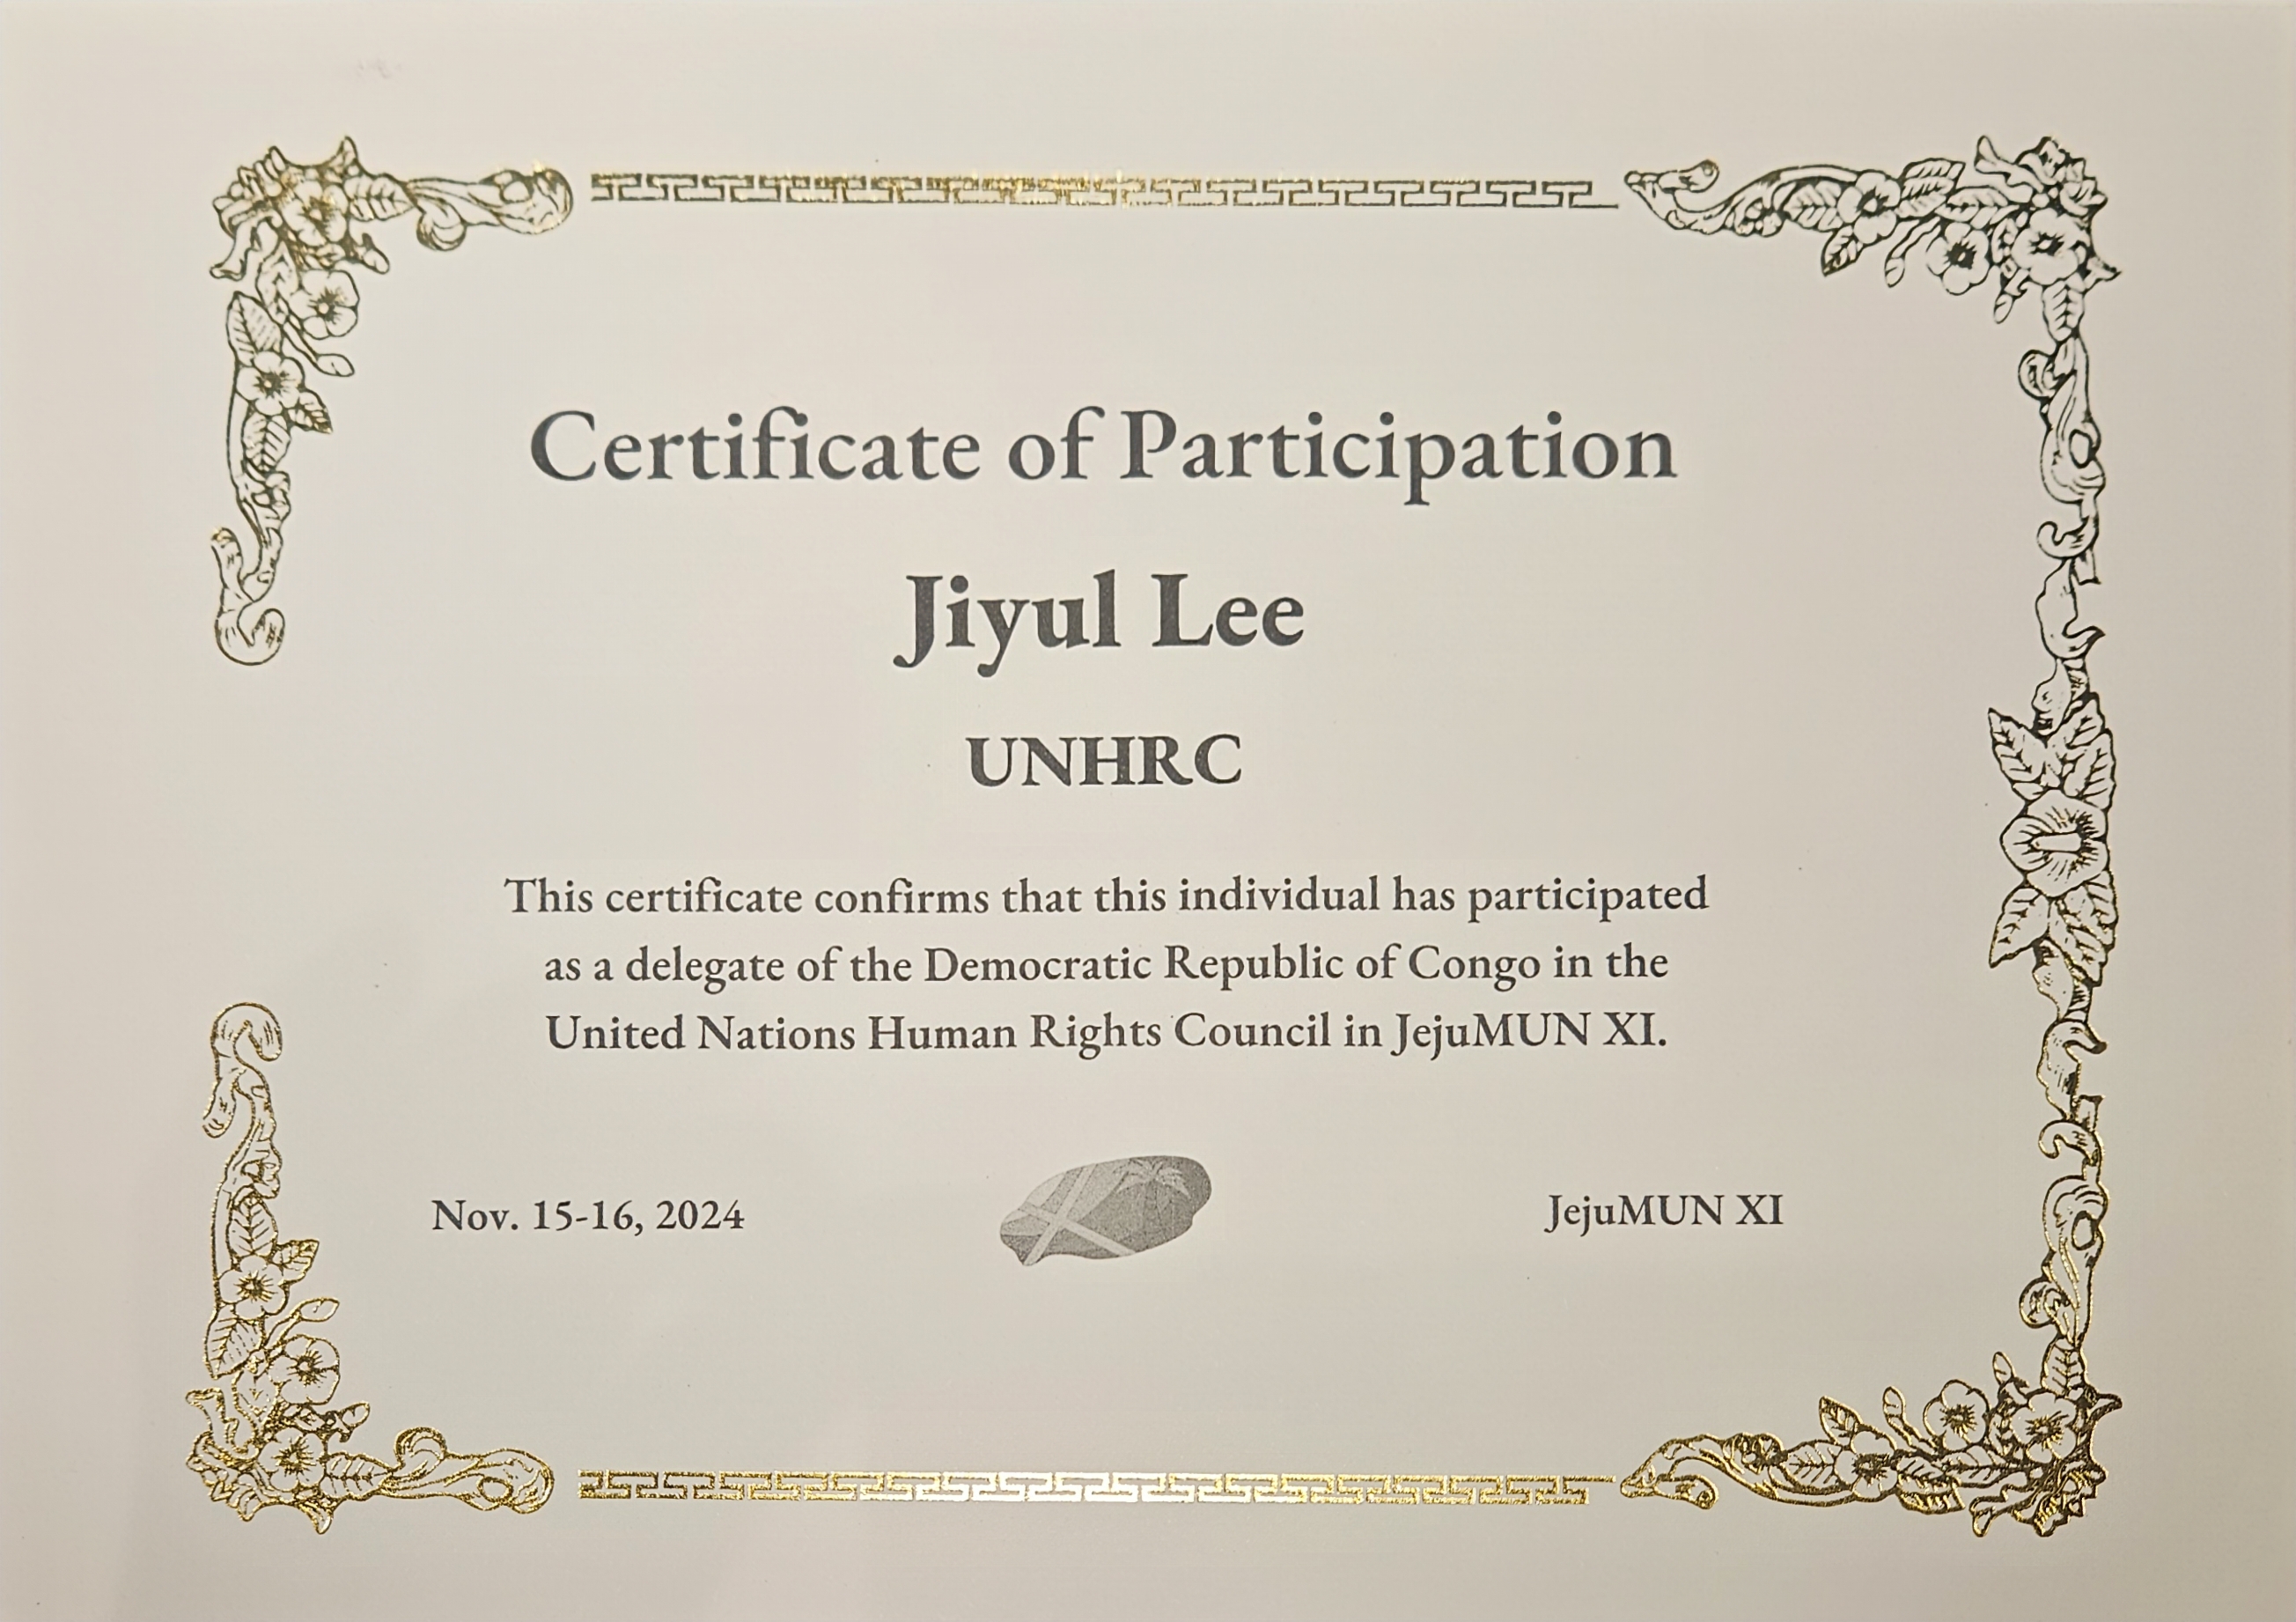 Certificate of Participation
Jiyul Lee
UNHRC
This certificate confirms that this individual has participated
as a delegate of the Democratic Republic of Congo in the
United Nations Human Rights Council in JejuMUN XI.
Nov. 15-16, 2024
JejuMUN XI